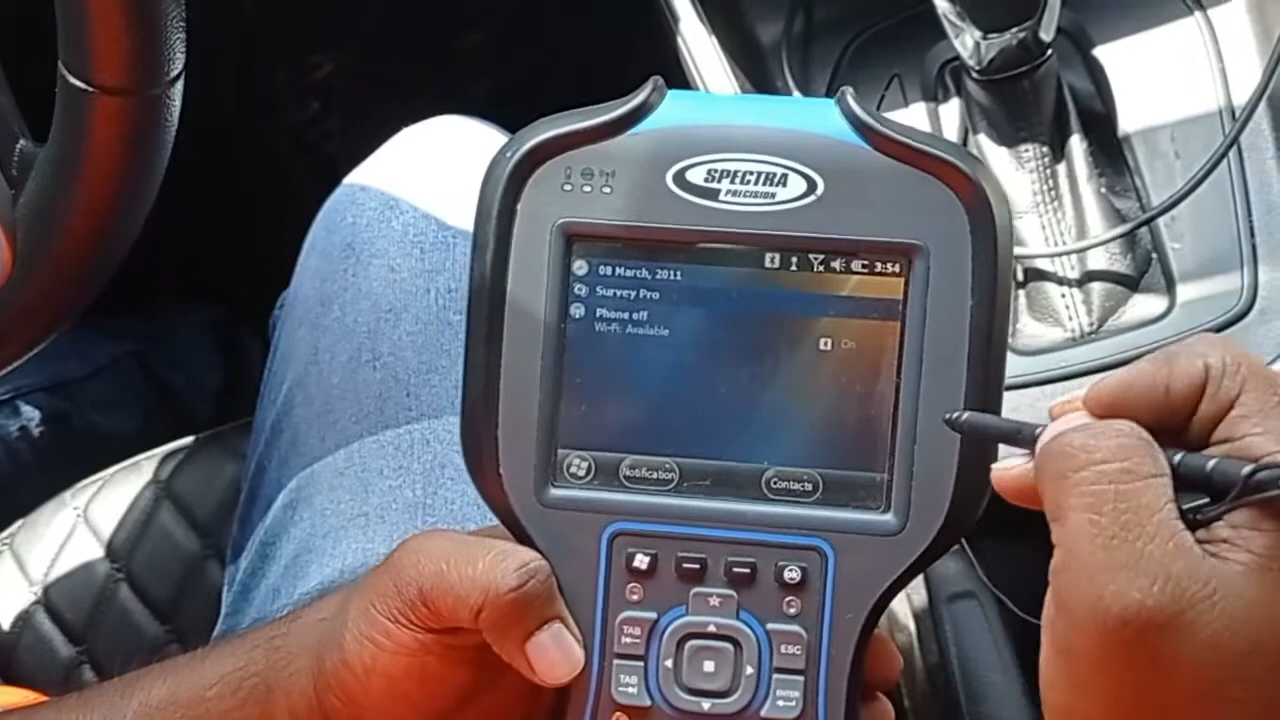 SPECTRA
PRECISION
3:54
08 March, 2011
Survey Pro
Phone off
Wi-Fi: Available
On
Notification
Contacts
ok
TAB
ESC
TAB
ENTER